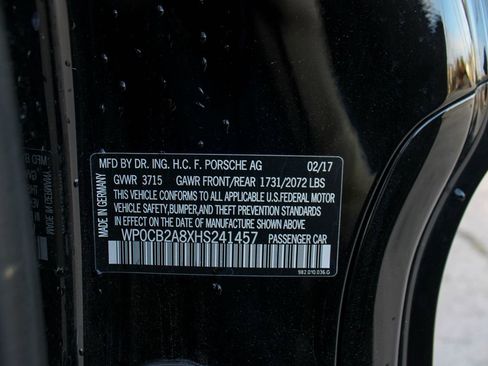 MFD BY DR. ING. H.C. F. PORSCHE AG 02/17
GVWR 3715 GAWR FRONT/REAR 1731/2072 LBS
THIS VEHICLE CONFORMS TO ALL APPLICABLE
MADE IN GERMANY
VEHICLE SAFETY,BUMPER,AND THEFT PREVENTION STANDARDS
U.S.FEDERAL MOTOR
IN EFFECT ON THE DATE OF MANUFACTURE SHOWN ABOVE
WP0CB2A8XHS241457 PASSENGER CAR
982 010 036 G